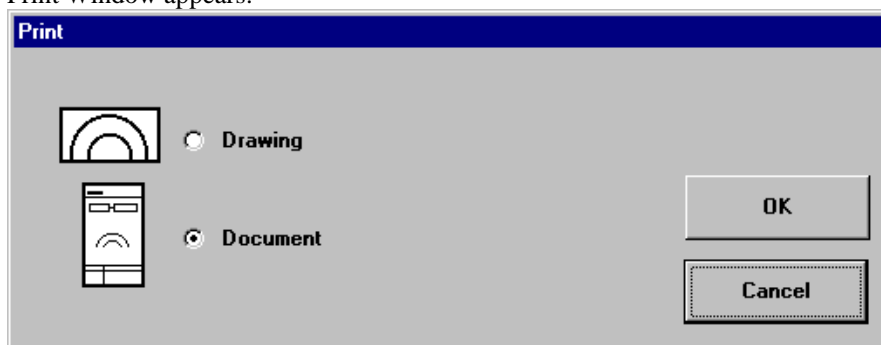 Print Window appears:
Print
Drawing
Document
OK
Cancel